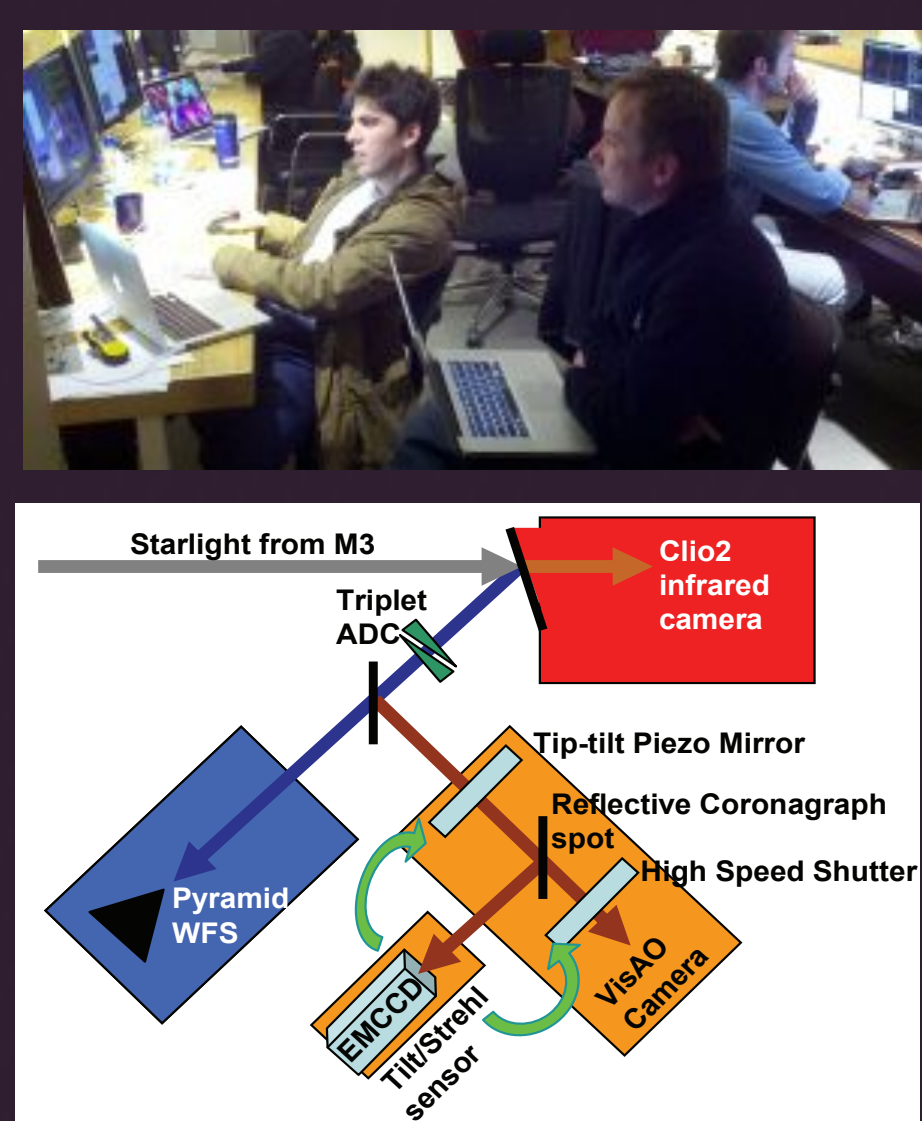 Starlight from M3
Clio2
infrared
camera
Triplet
ADC
Tip-tilt Piezo Mirror
Reflective Coronagraph
spot
High Speed Shutter
Pyramid
WFS
VisAO
Camera
EMCCD
Tilt/Strehl
sensor